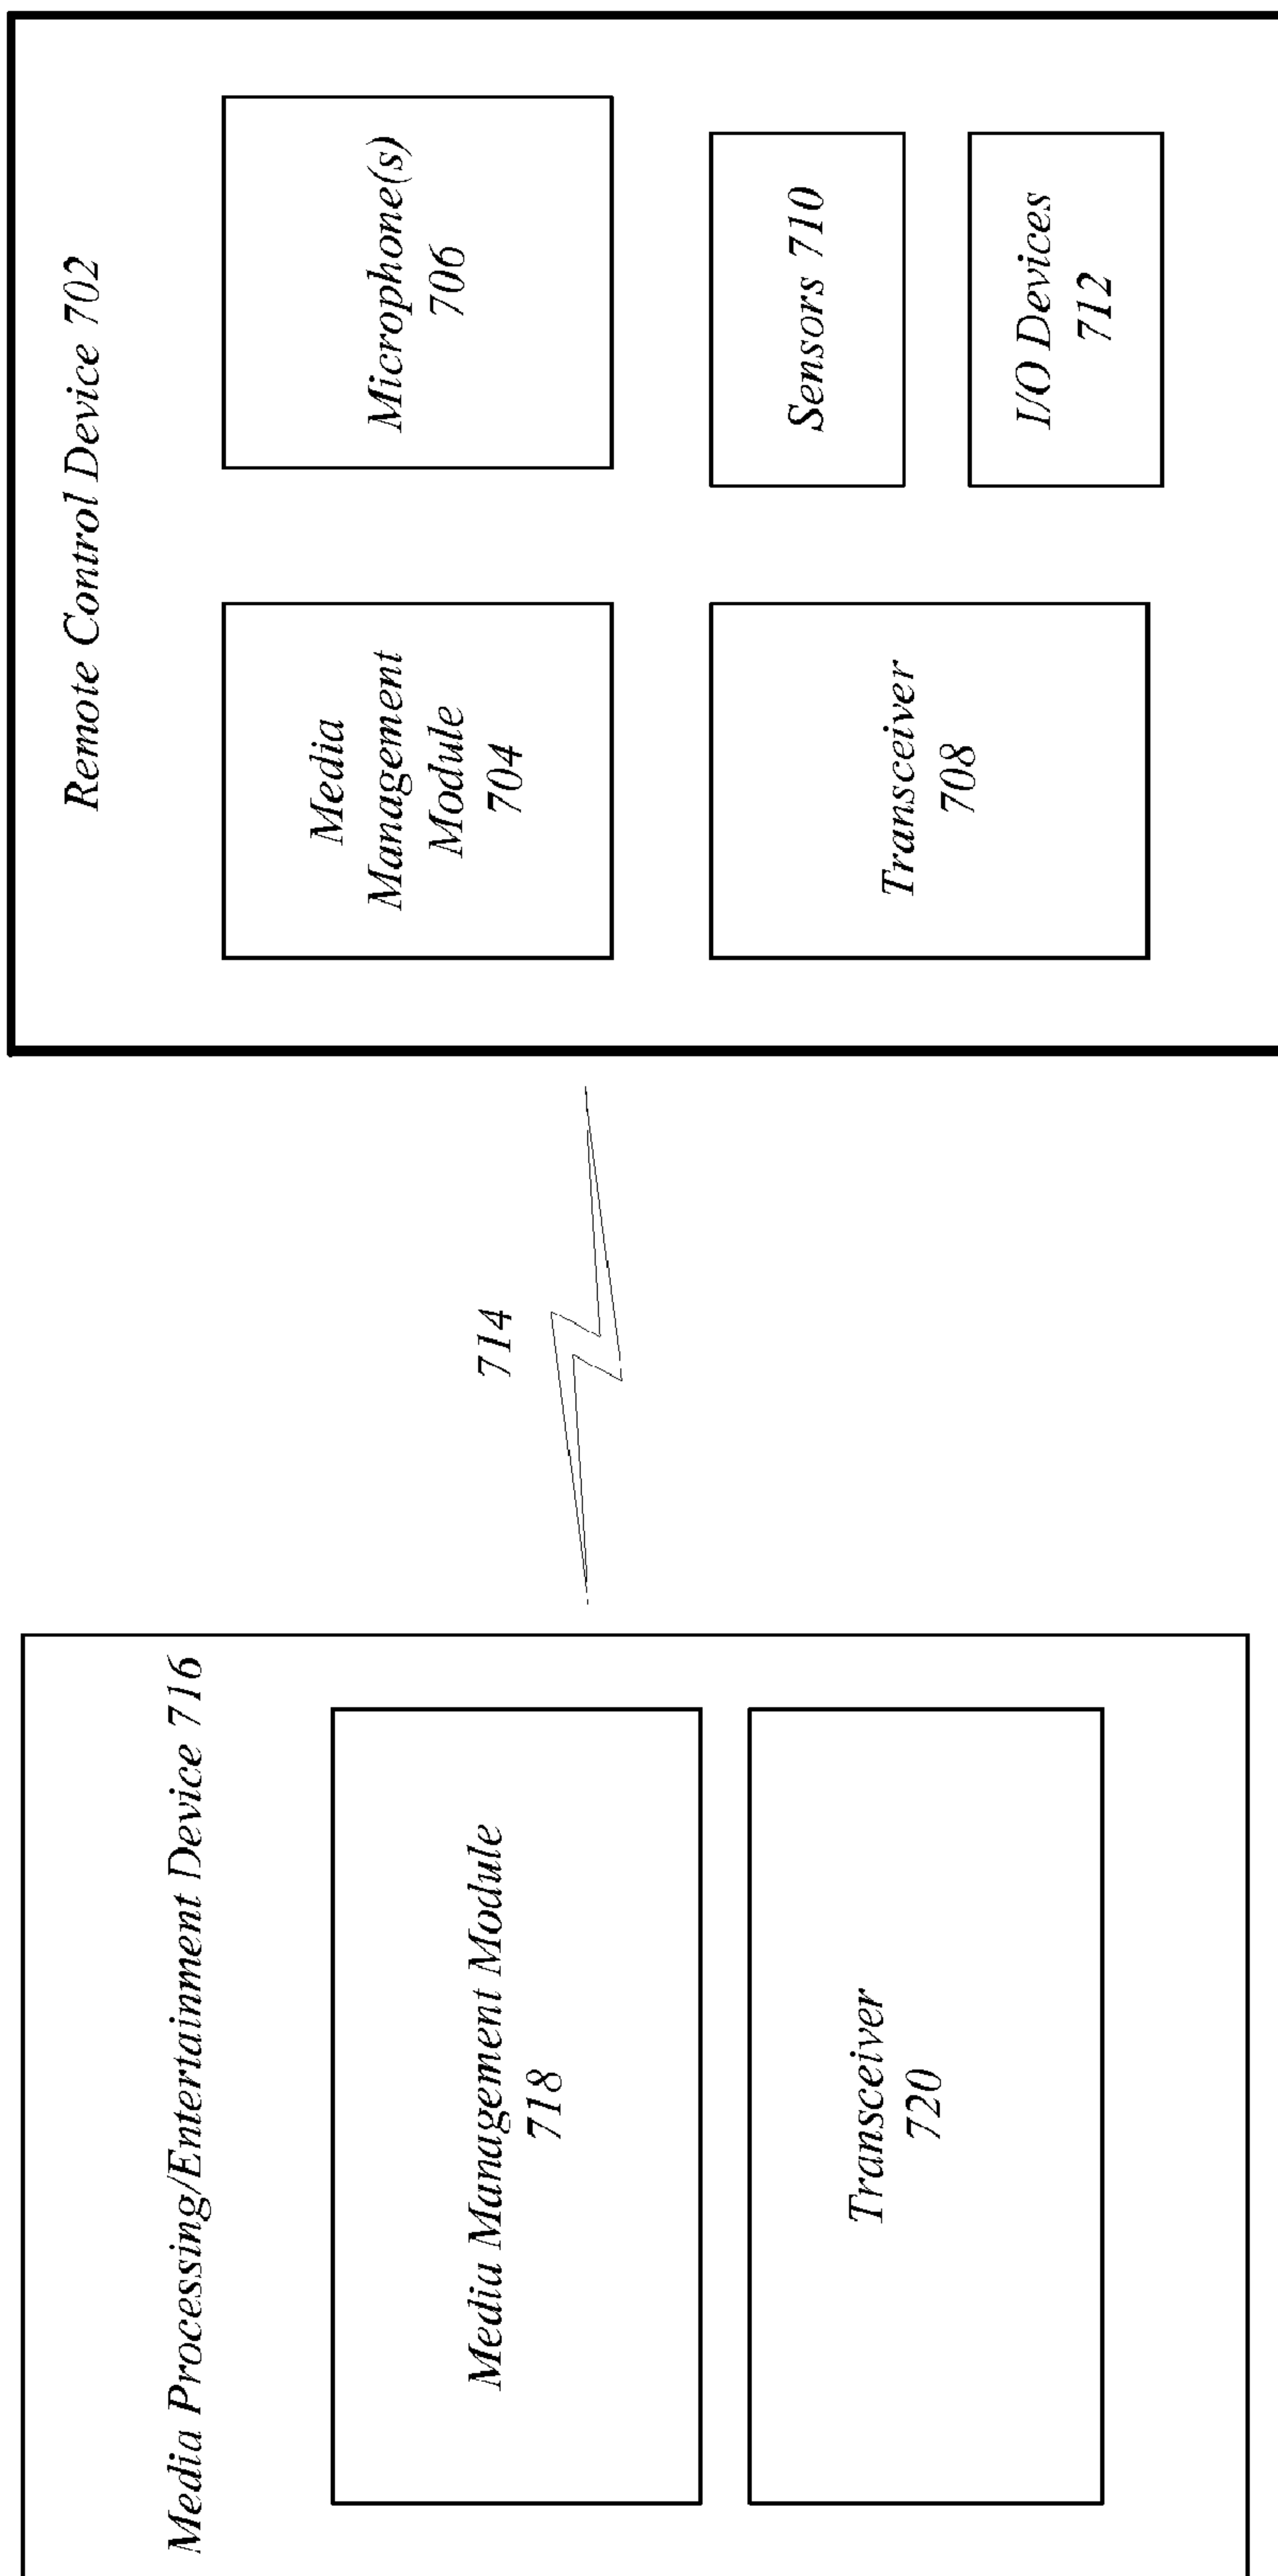 Media Processing/Entertainment Device 716
Media Management Module
718
Transceiver
720
714
Remote Control Device 702
Media
Management
Module
704
Microphone(s)
706
Transceiver
708
Sensors 710
I/O Devices
712